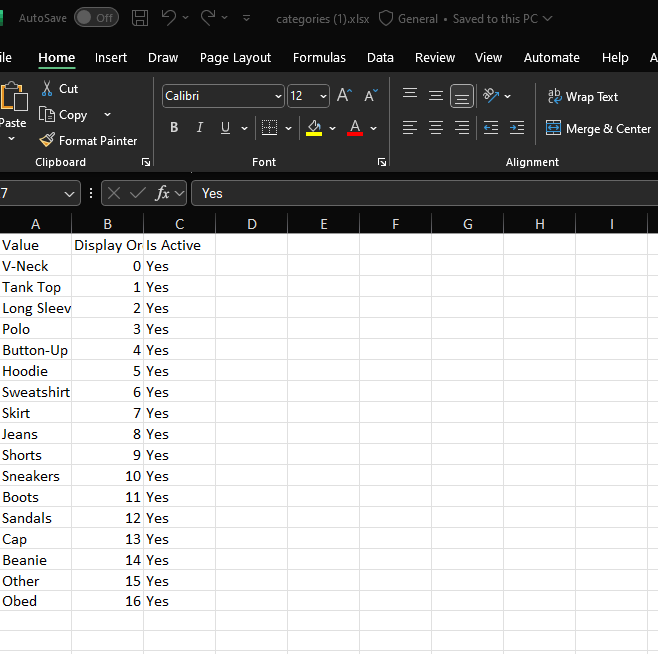 AutoSave Off categories (1).xlsx General • Saved to this PC
ile Home Insert Draw Page Layout Formulas Data Review View Automate Help A
Paste
Cut
Copy
Format Painter
Clipboard
Calibri 12 A A
B I U A
Font
ab Wrap Text
Merge & Center
Alignment
7 fx Yes
A B C D E F G H I
Value Display Or Is Active
V-Neck 0 Yes
Tank Top 1 Yes
Long Sleev 2 Yes
Polo 3 Yes
Button-Up 4 Yes
Hoodie 5 Yes
Sweatshirt 6 Yes
Skirt 7 Yes
Jeans 8 Yes
Shorts 9 Yes
Sneakers 10 Yes
Boots 11 Yes
Sandals 12 Yes
Cap 13 Yes
Beanie 14 Yes
Other 15 Yes
Obed 16 Yes